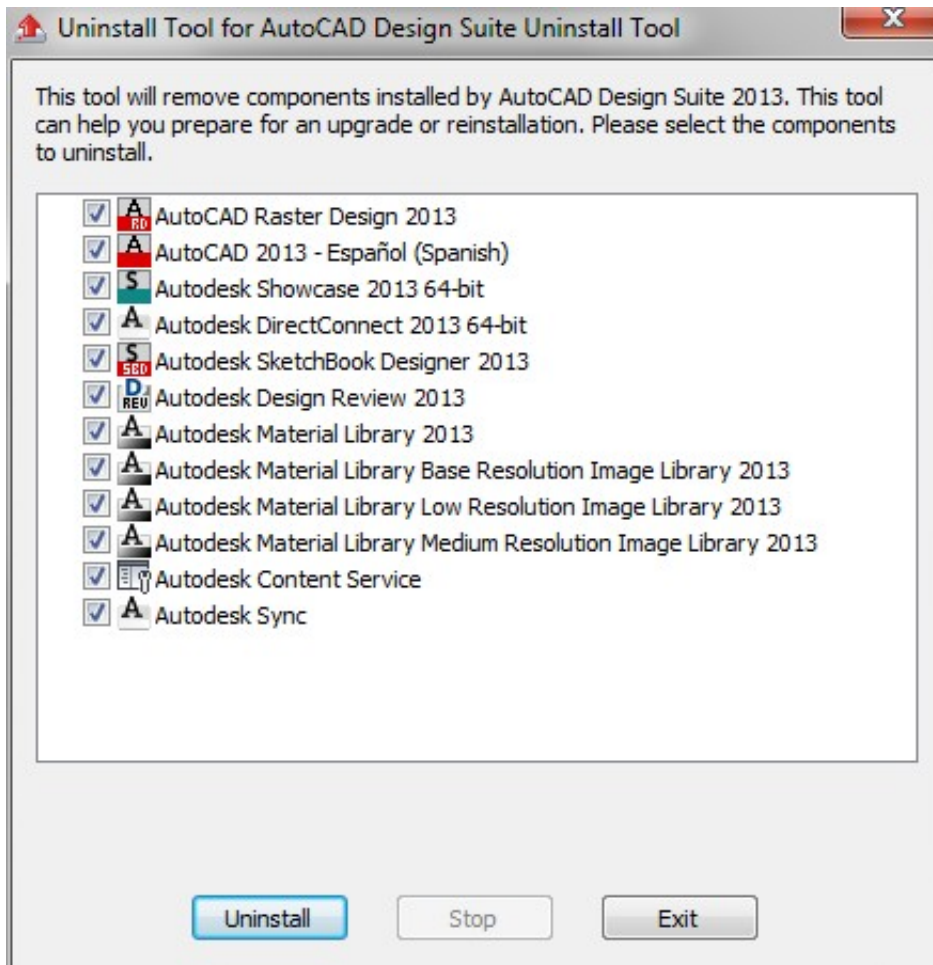 Uninstall Tool for AutoCAD Design Suite Uninstall Tool
X
This tool will remove components installed by AutoCAD Design Suite 2013. This tool
can help you prepare for an upgrade or reinstallation. Please select the components
to uninstall.
A RD AutoCAD Raster Design 2013
A AutoCAD 2013 - Español (Spanish)
S Autodesk Showcase 2013 64-bit
A Autodesk DirectConnect 2013 64-bit
S SBD Autodesk SketchBook Designer 2013
D REV Autodesk Design Review 2013
A Autodesk Material Library 2013
A Autodesk Material Library Base Resolution Image Library 2013
A Autodesk Material Library Low Resolution Image Library 2013
A Autodesk Material Library Medium Resolution Image Library 2013
Autodesk Content Service
A Autodesk Sync
Uninstall Stop Exit